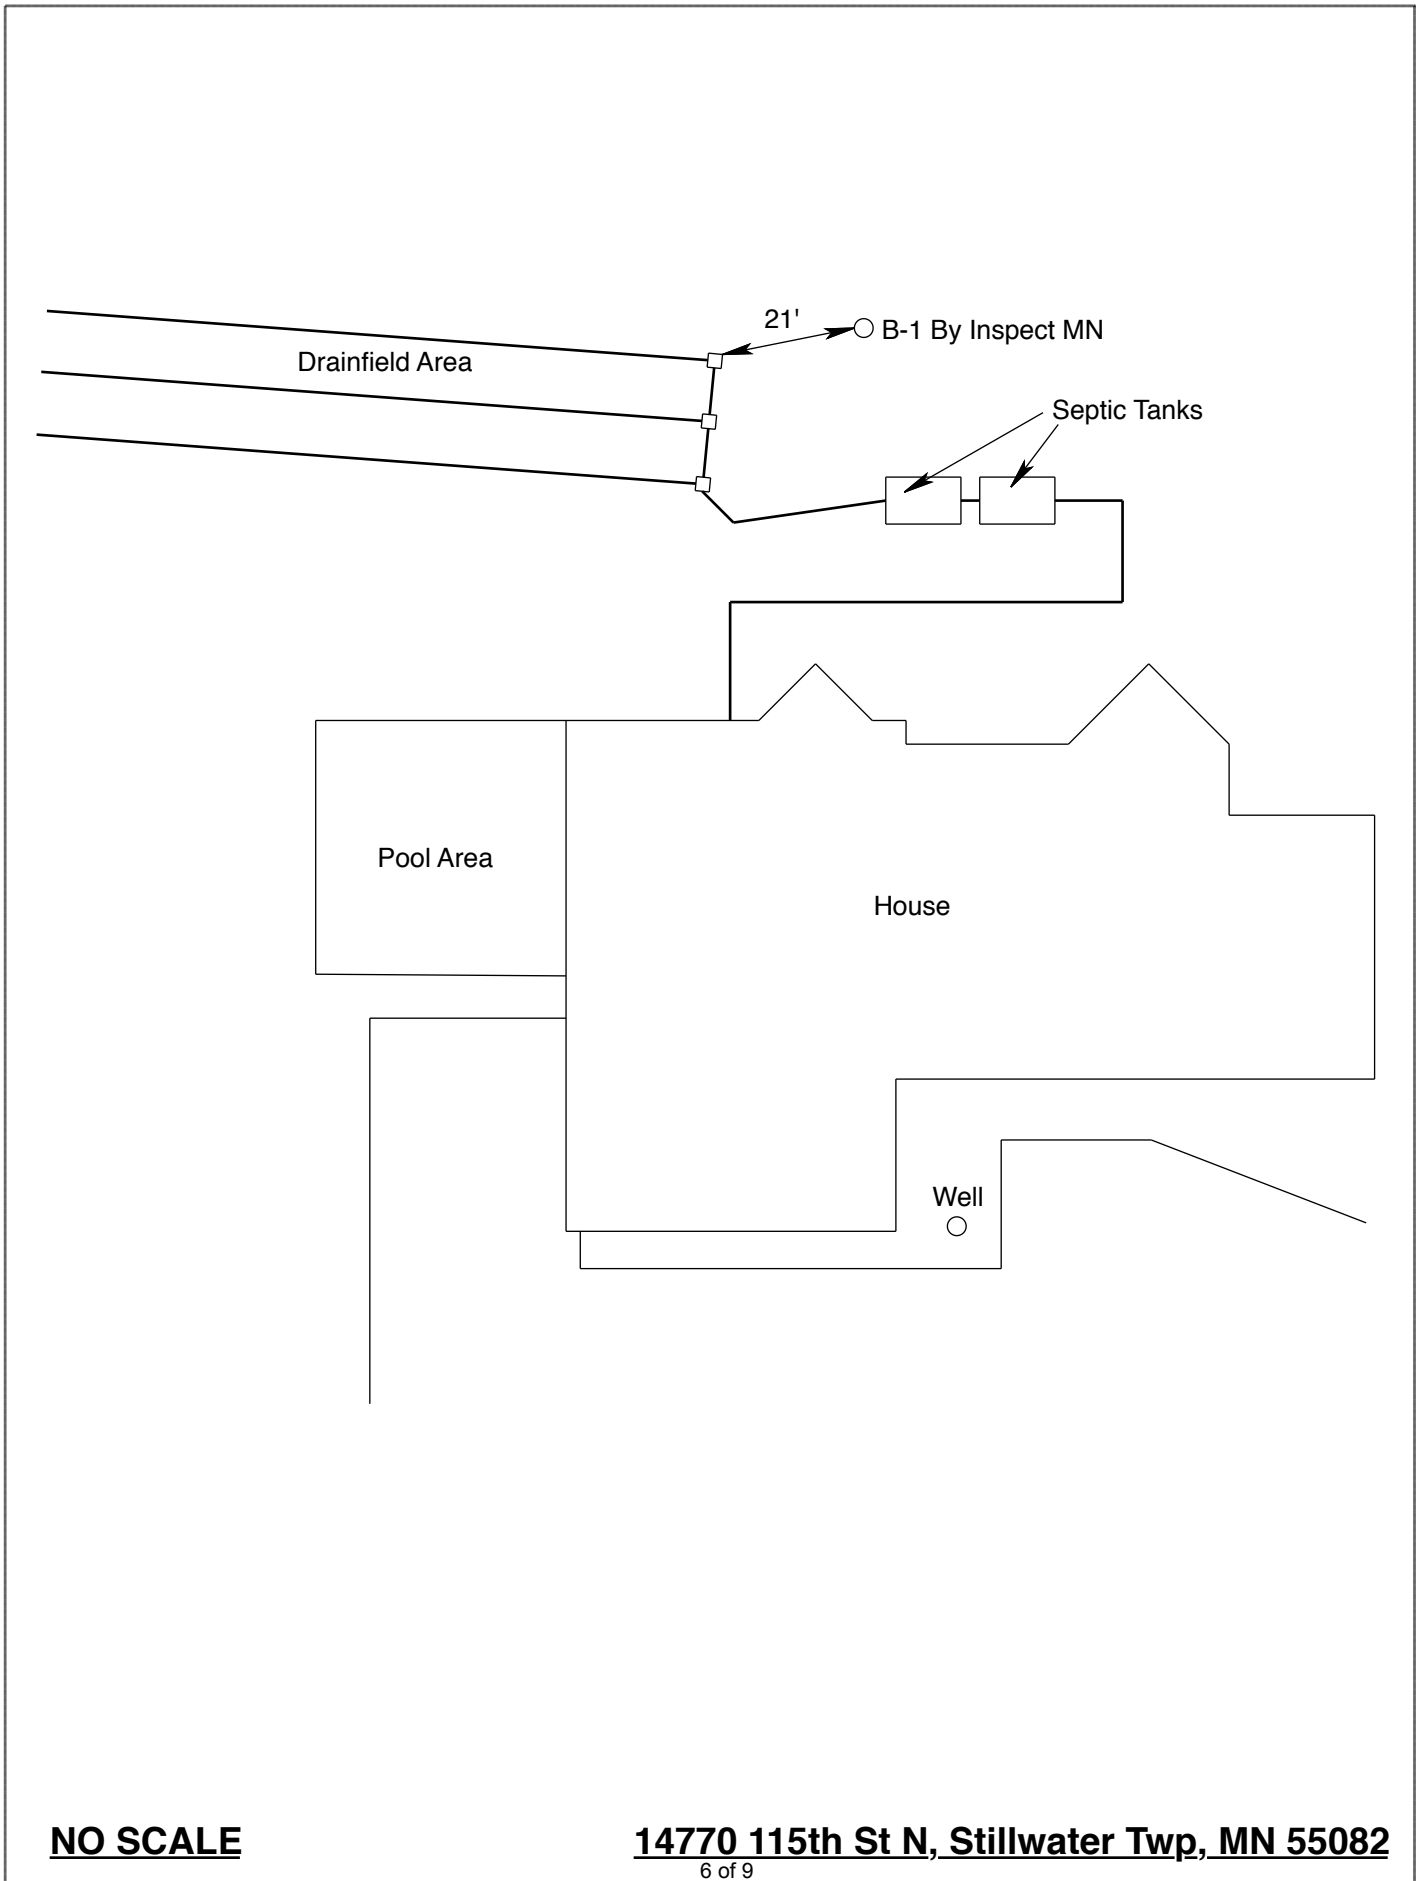 21'
B-1 By Inspect MN
Drainfield Area
Septic Tanks
Pool Area
House
Well
NO SCALE
14770 115th St N, Stillwater Twp, MN 55082
6 of 9